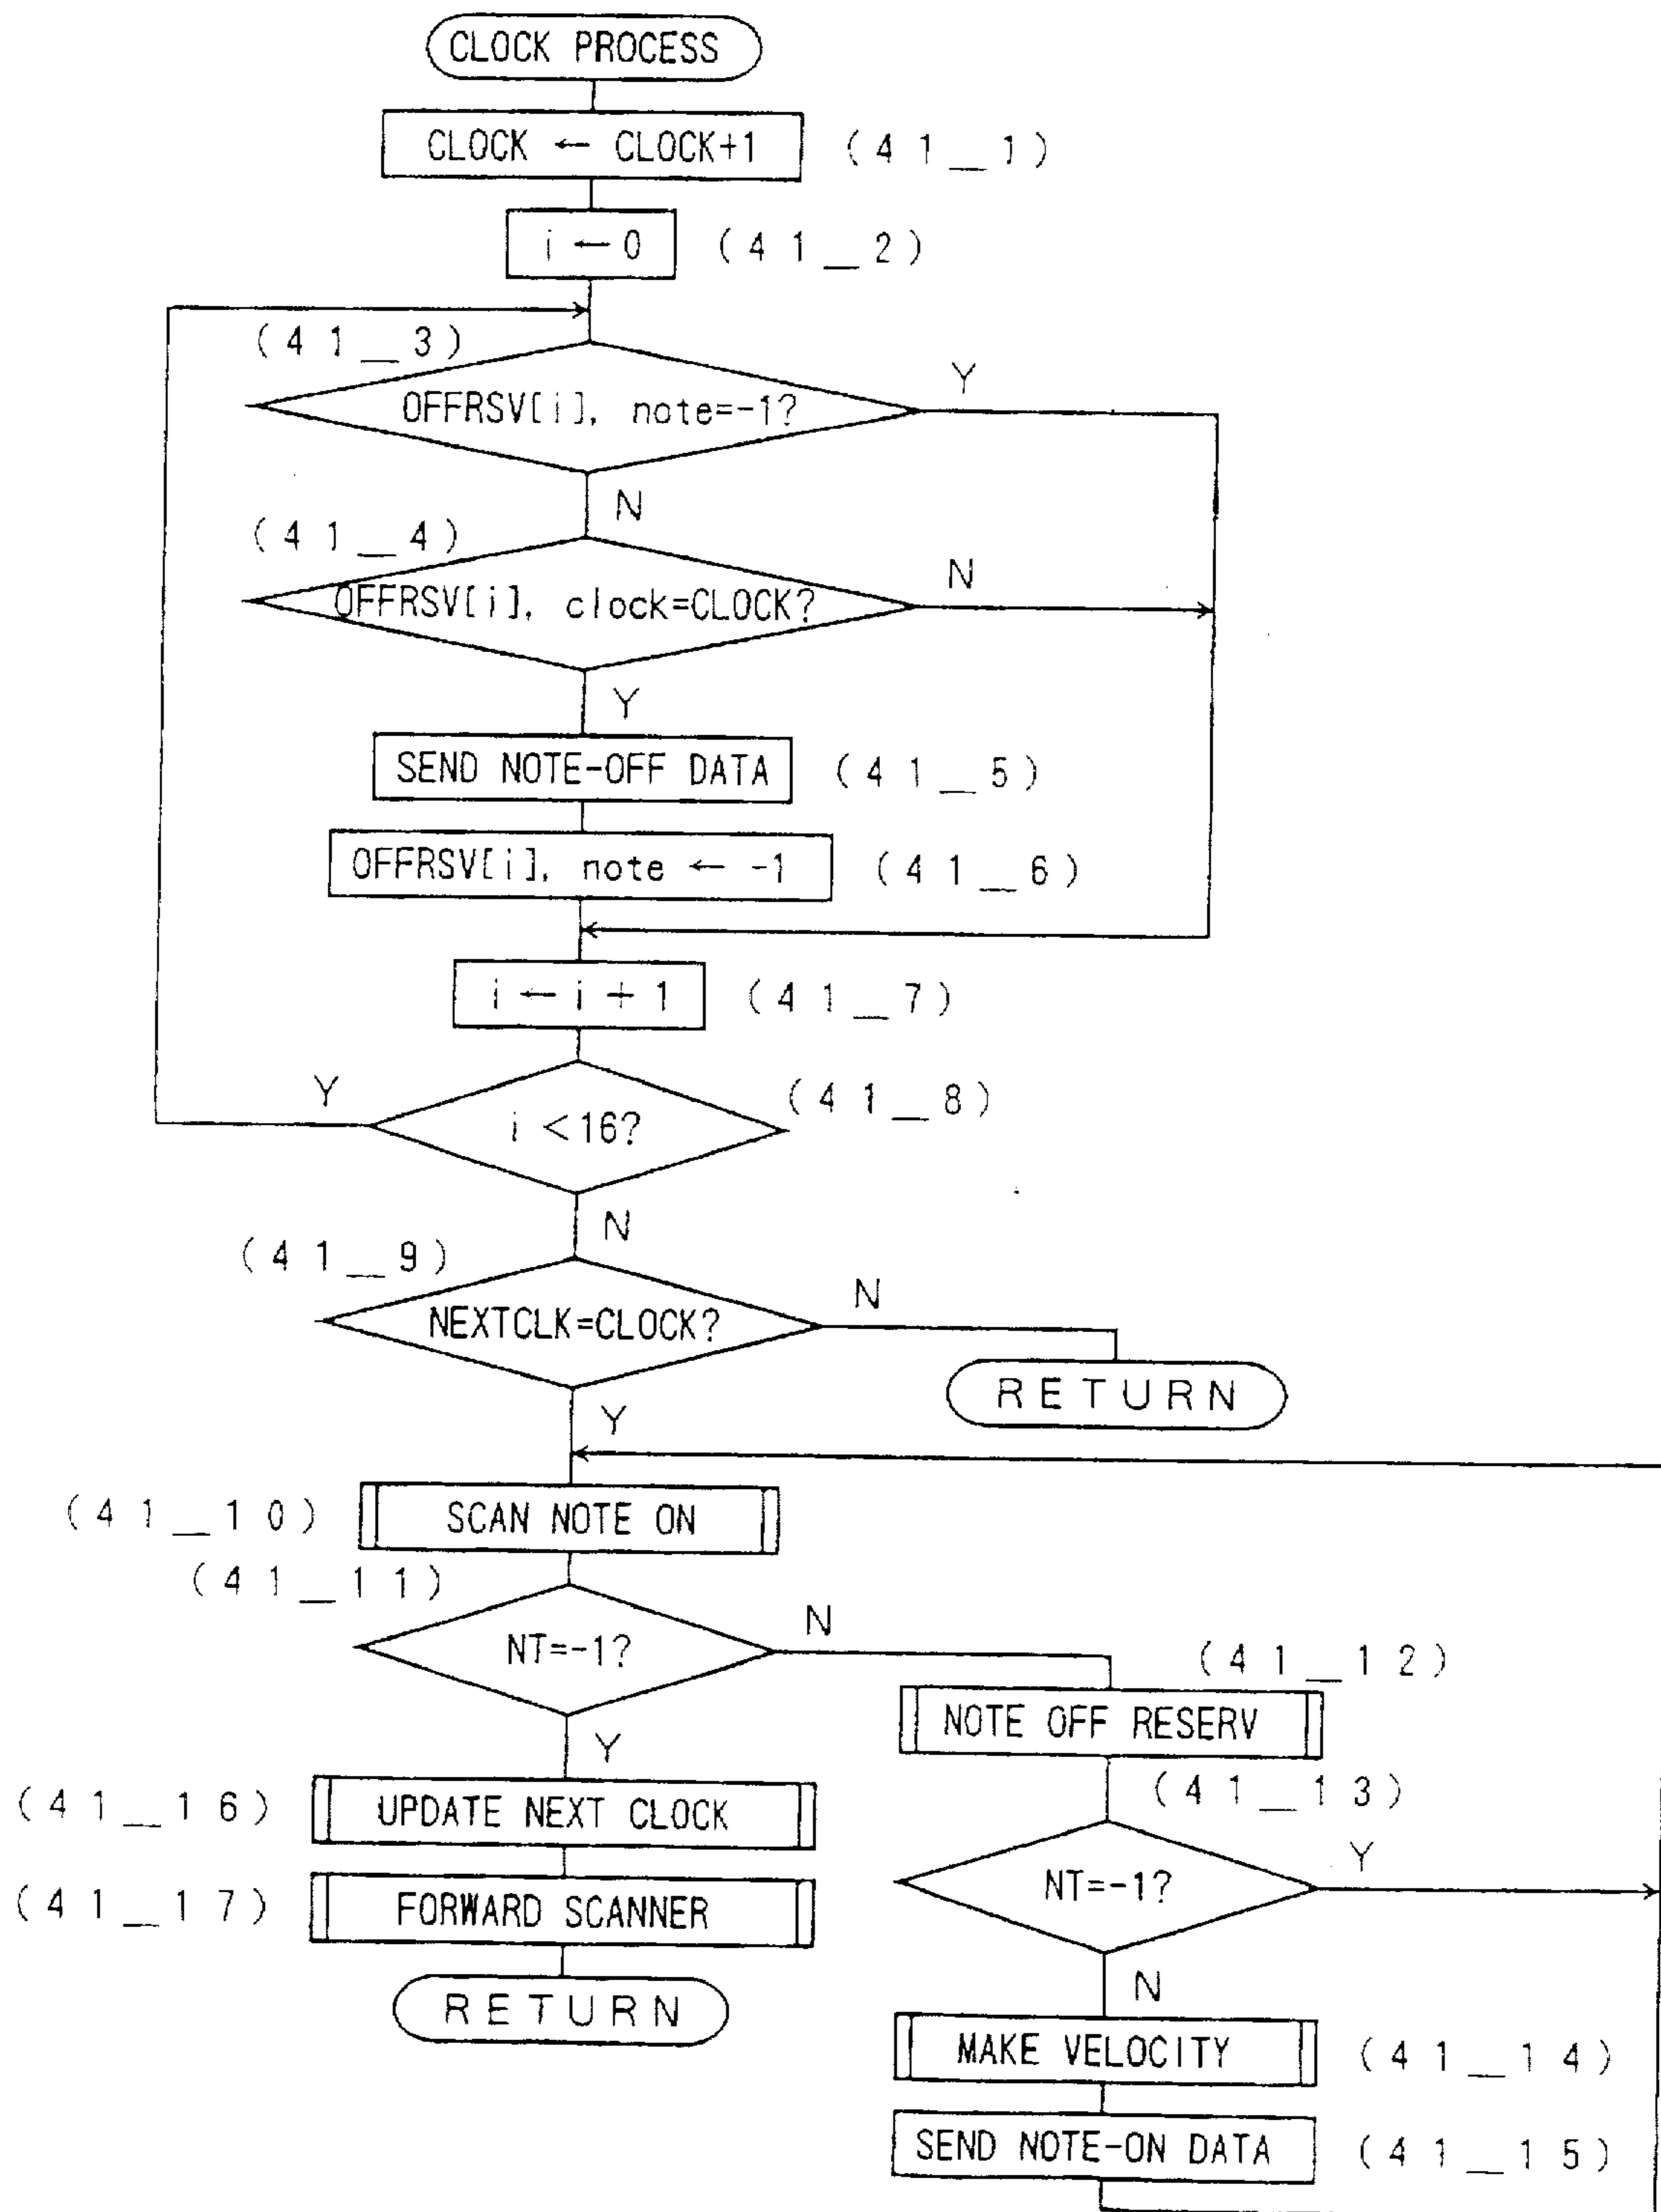 CLOCK PROCESS
CLOCK ← CLOCK+1 (41_1)
i ← 0 (41_2)
(41_3)
OFFRSV[i], note=-1?
Y
N
(41_4)
OFFRSV[i], clock=CLOCK?
N
Y
SEND NOTE-OFF DATA (41_5)
OFFRSV[i], note ← -1 (41_6)
i ← i + 1 (41_7)
Y
i <16?
(41_8)
N
(41_9)
NEXTCLK=CLOCK?
N
RETURN
Y
(41_10) SCAN NOTE ON
(41_11)
NT=-1?
N
(41_12)
NOTE OFF RESERV
Y
(41_13)
(41_16) UPDATE NEXT CLOCK
NT=-1?
Y
(41_17) FORWARD SCANNER
N
RETURN
MAKE VELOCITY (41_14)
SEND NOTE-ON DATA (41_15)